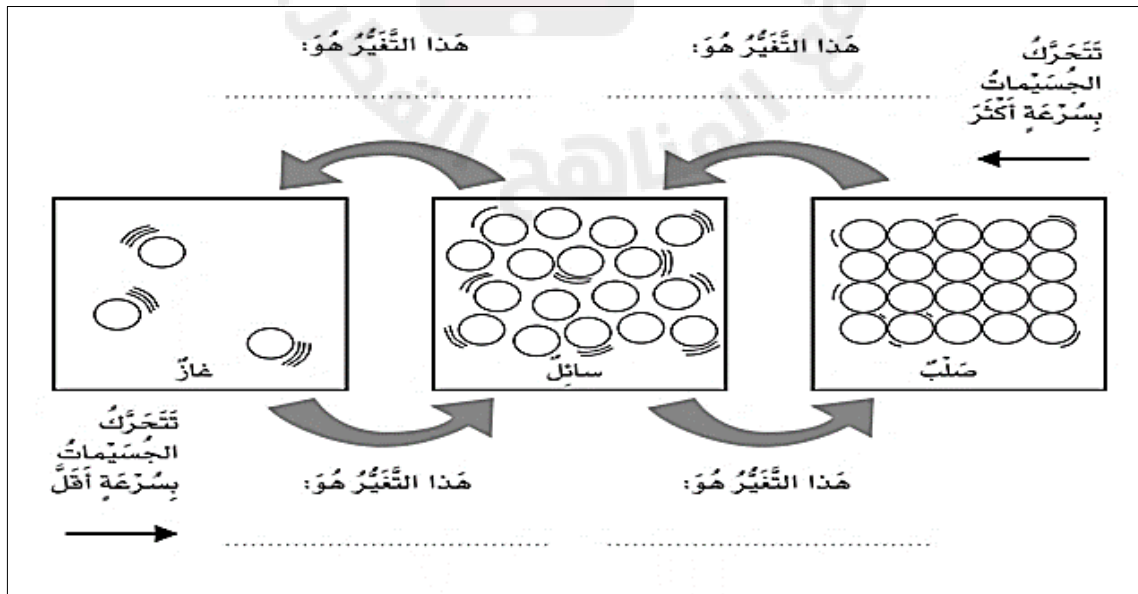 هَذا التَّغَيُّرُ هُوَ:
هَذا التَّغَيُّرُ هُوَ:
تَتَحَرَّكُ
الجُسَيْماتُ
بِسُرْعَةٍ أَكْثَرَ
صَلْبٌ
سائِلٌ
غازٌ
تَتَحَرَّكُ
الجُسَيْماتُ
بِسُرْعَةٍ أَقَلَّ
هَذا التَّغَيُّرُ هُوَ:
هَذا التَّغَيُّرُ هُوَ: